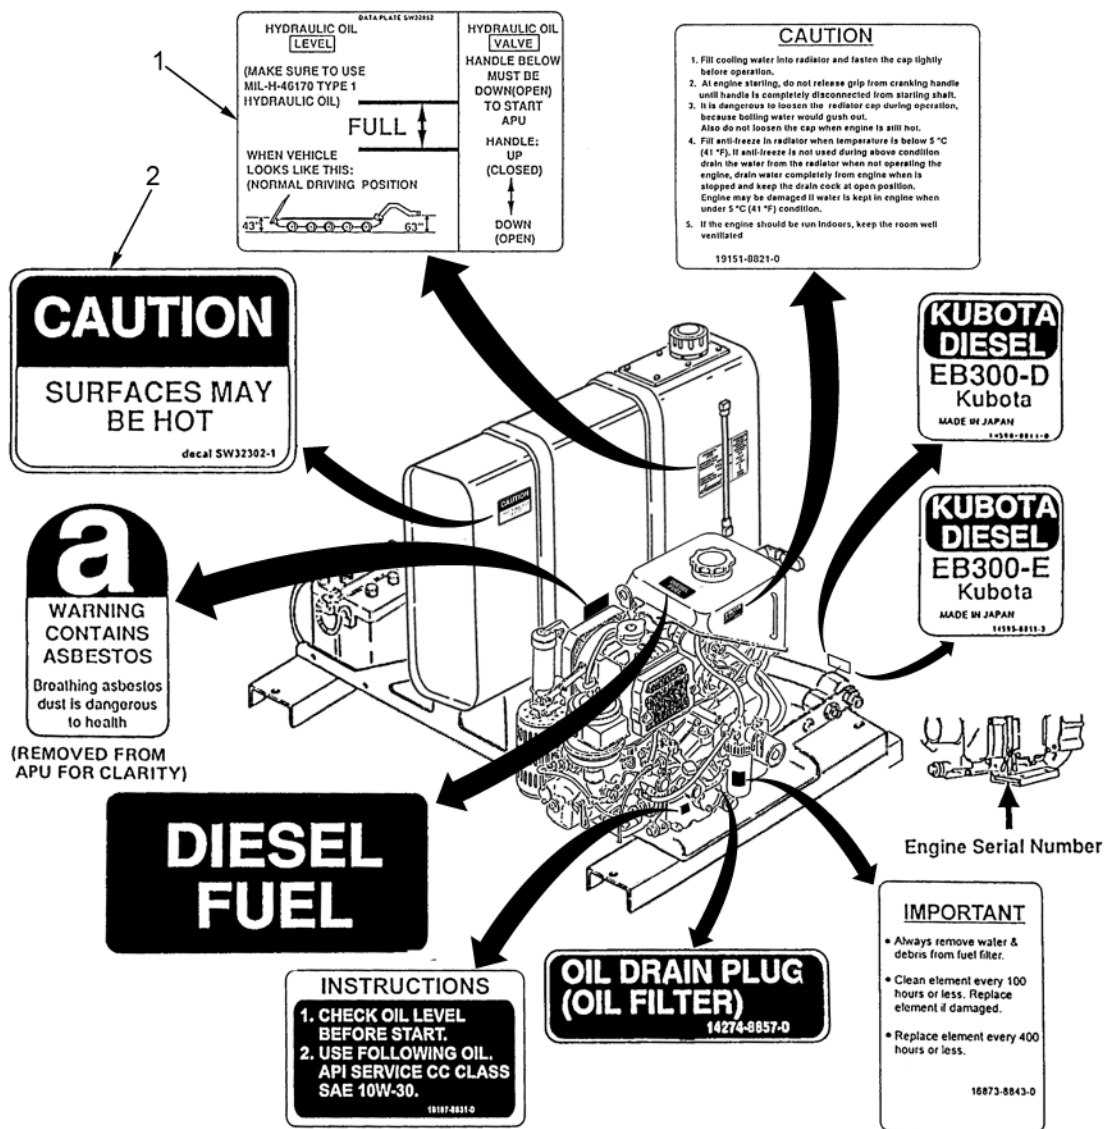 1
DATA PLATE SW32052
HYDRAULIC OIL
LEVEL
(MAKE SURE TO USE
MIL-H-46170 TYPE 1
HYDRAULIC OIL)
FULL
WHEN VEHICLE
LOOKS LIKE THIS:
(NORMAL DRIVING POSITION
43"
63"
HYDRAULIC OIL
VALVE
HANDLE BELOW
MUST BE
DOWN(OPEN)
TO START
APU
HANDLE:
UP
(CLOSED)
DOWN
(OPEN)
CAUTION
1. Fill cooling water into radiator and fasten the cap tightly
before operation.
2. At engine starting, do not release grip from cranking handle
until handle is completely disconnected from starting shaft.
3. It is dangerous to loosen the radiator cap during operation,
because boiling water would gush out.
Also do not loosen the cap when engine is still hot.
4. Fill anti-freeze in radiator when temperature is below 5 °C
(41 °F). If anti-freeze is not used during above condition
drain the water from the radiator when not operating the
engine, drain water completely from engine when is
stopped and keep the drain cock at open position.
Engine may be damaged if water is kept in engine when
under 5 °C (41 °F) condition.
5. If the engine should be run indoors, keep the room well
ventilated
19151-8821-0
2
CAUTION
SURFACES MAY
BE HOT
decal SW32302-1
KUBOTA
DIESEL
EB300-D
Kubota
MADE IN JAPAN
CAUTION
KUBOTA
DIESEL
EB300-E
Kubota
MADE IN JAPAN
14595-8811-3
a
WARNING
CONTAINS
ASBESTOS
Breathing asbestos
dust is dangerous
to health
(REMOVED FROM
APU FOR CLARITY)
Engine Serial Number
DIESEL
FUEL
IMPORTANT
• Always remove water &
debris from fuel filter.
• Clean element every 100
hours or less. Replace
element if damaged.
• Replace element every 400
hours or less.
16873-8843-0
OIL DRAIN PLUG
(OIL FILTER)
14274-8857-0
INSTRUCTIONS
1. CHECK OIL LEVEL
BEFORE START.
2. USE FOLLOWING OIL.
API SERVICE CC CLASS
SAE 10W-30.